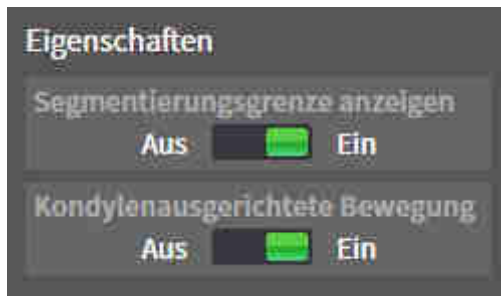 Eigenschaften
Segmentierungsgrenze anzeigen
Aus Ein
Kondylenausgerichtete Bewegung
Aus Ein